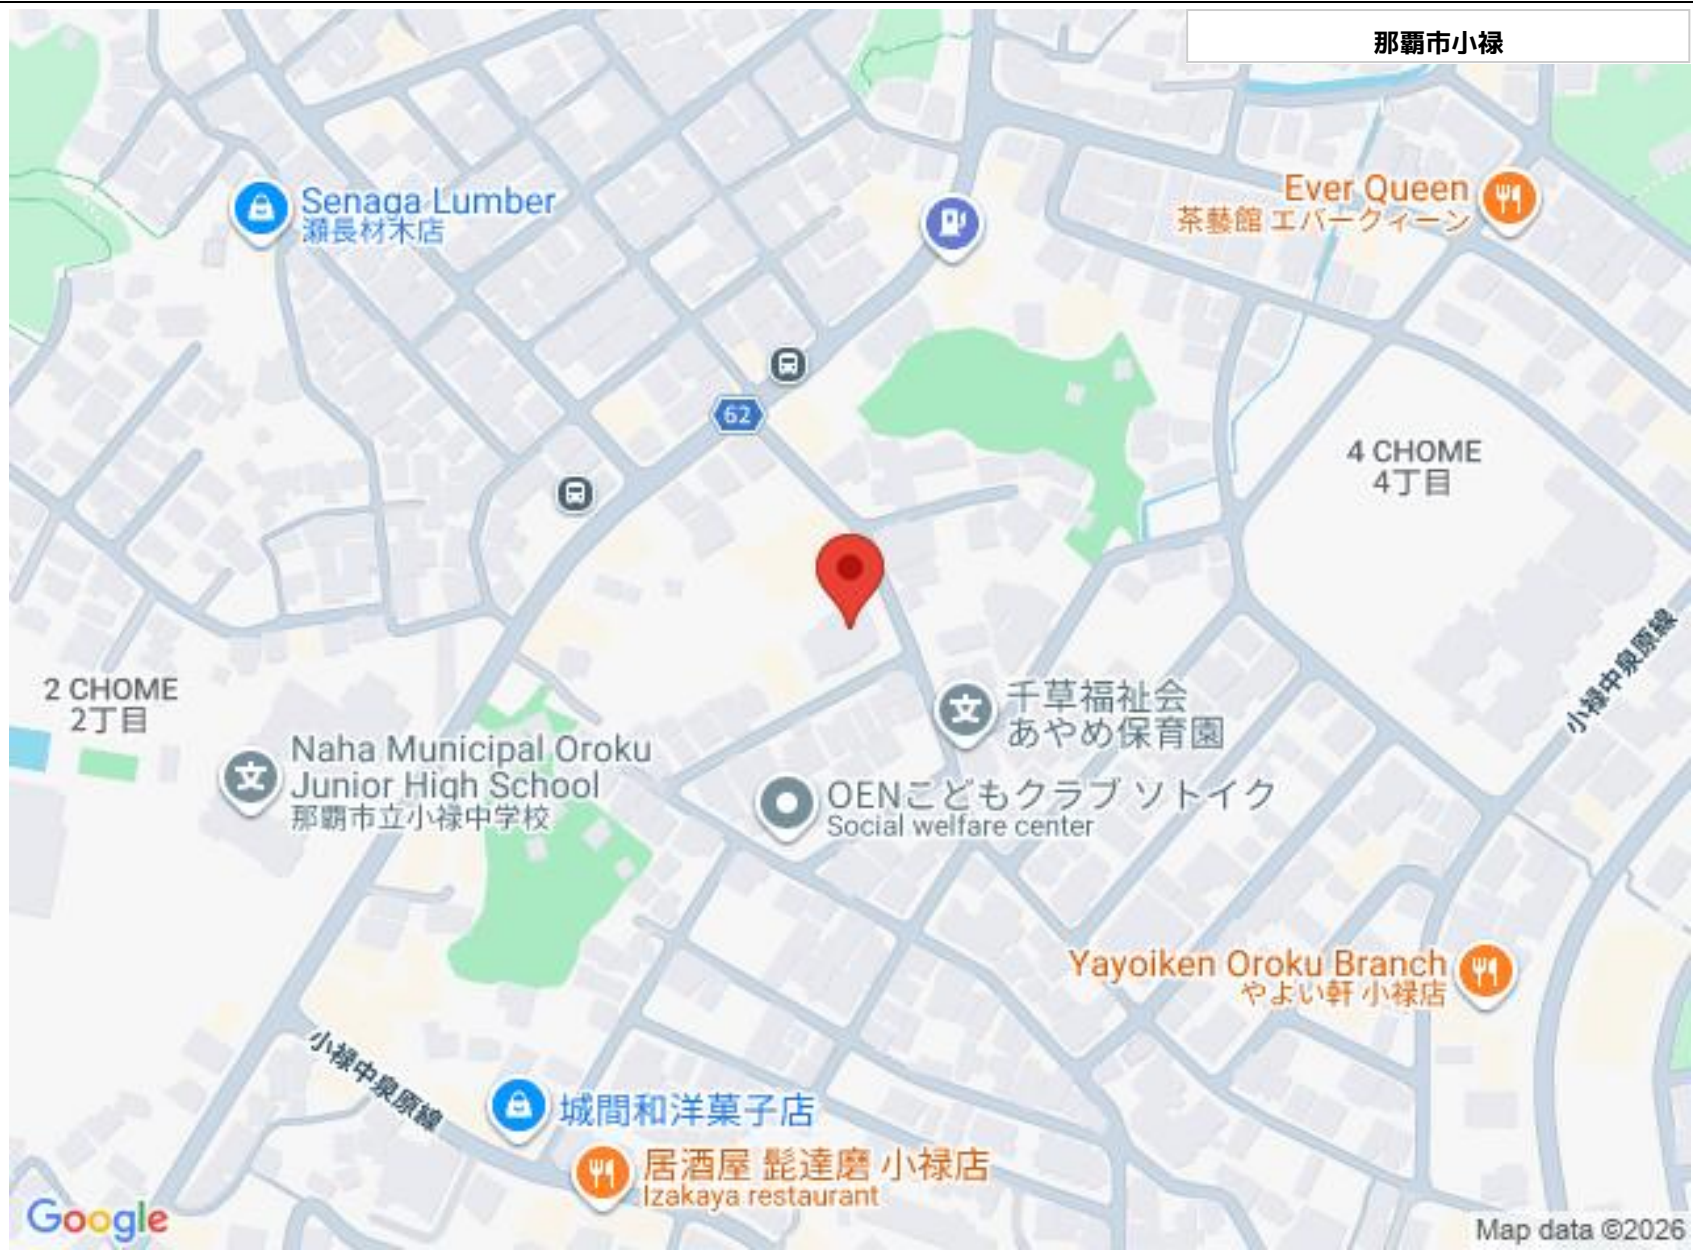 那覇市小禄
Senaga Lumber
瀬長材木店
Ever Queen
茶藝館 エバークィーン
62
4 CHOME
4丁目
小禄中泉原線
2 CHOME
2丁目
千草福祉会
あやめ保育園
Naha Municipal Oroku
Junior High School
那覇市立小禄中学校
OENこどもクラブ ソトイク
Social welfare center
Yayoiken Oroku Branch
やよい軒 小禄店
小禄中泉原線
城間和洋菓子店
居酒屋 髭達磨 小禄店
Izakaya restaurant
Google
Map data ©2026